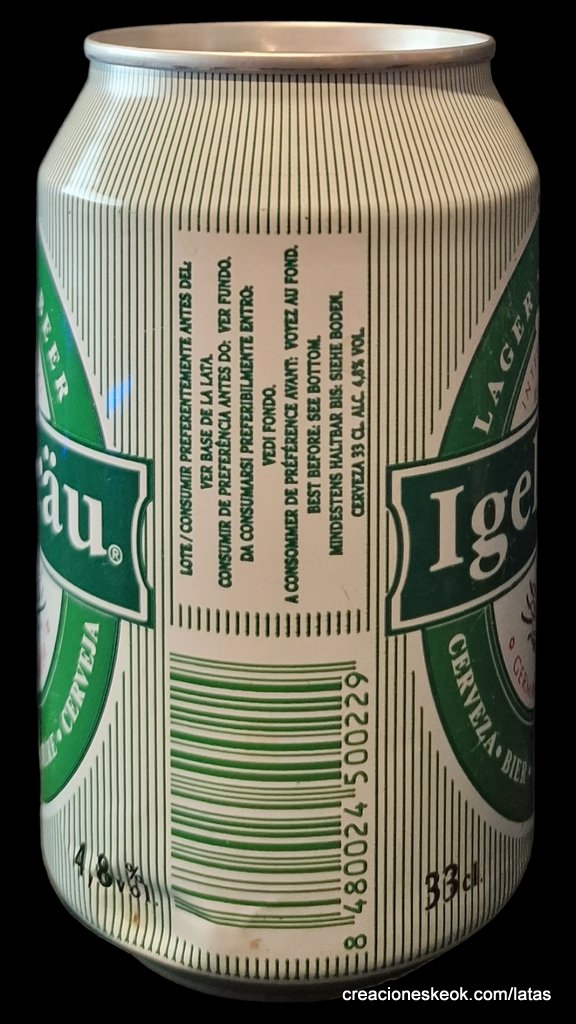 LOTE / CONSUMIR PREFERENTEMENTE ANTES DEL:
VER BASE DE LA LATA.
CONSUMIR DE PREFERÊNCIA ANTES DO: VER FUNDO.
DA CONSUMARSI PREFERIBILMENTE ENTRO:
VEDI FONDO.
A CONSOMMER DE PRÉFÉRENCE AVANT: VOYEZ AU FOND.
BEST BEFORE: SEE BOTTOM.
MINDESTENS HALTBAR BIS: SIEHE BODEN.
CERVEZA 33 CL. ALC. 4,8% VOL.
äu®
CERVEJA
LAGER
Ige
CERVEZA • BIER
8 480024 500229
4,8% vol.
33 cl.
creacioneskeok.com/latas